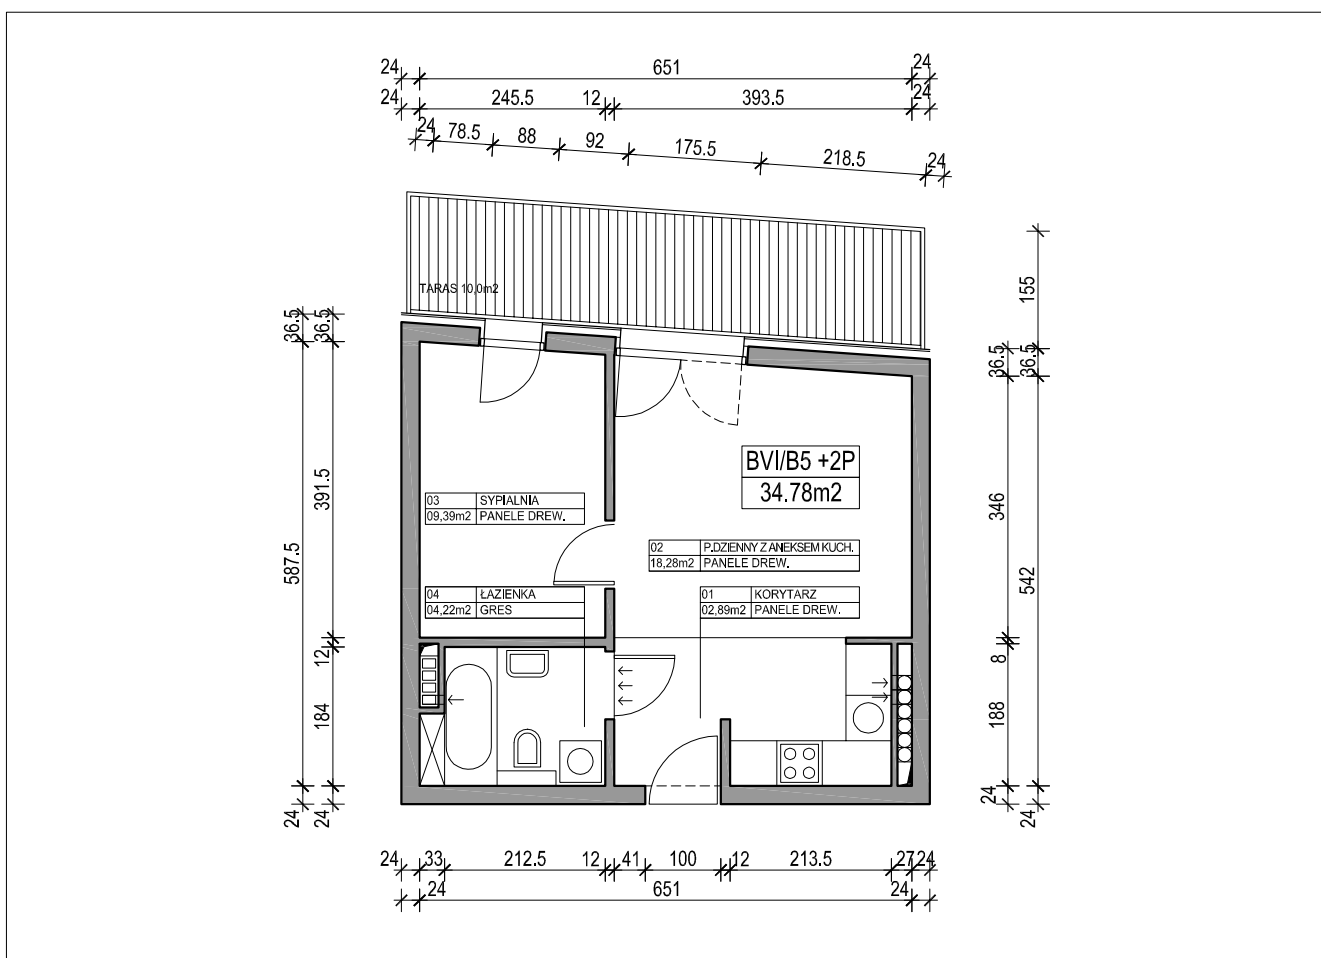 24 651 24
24 245.5 12 393.5 24
24 78.5 88 92 175.5 218.5 24
TARAS 10,0m2
155
36.5 36.5
36.5 36.5
BVI/B5 +2P
34.78m2
391.5
346
03 SYPIALNIA
09,39m2 PANELE DREW.
587.5
542
02 P.DZIENNY Z ANEKSEM KUCH.
18,28m2 PANELE DREW.
04 ŁAZIENKA
04,22m2 GRES
01 KORYTARZ
02,89m2 PANELE DREW.
12
8
184
188
24 24
24 24
24 33 212.5 12 41 100 12 213.5 27 24
24 651 24